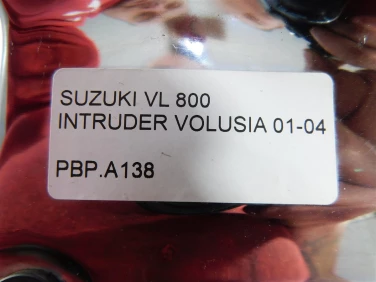 SUZUKI VL 800
INTRUDER VOLUSIA 01-04
PBP.A138